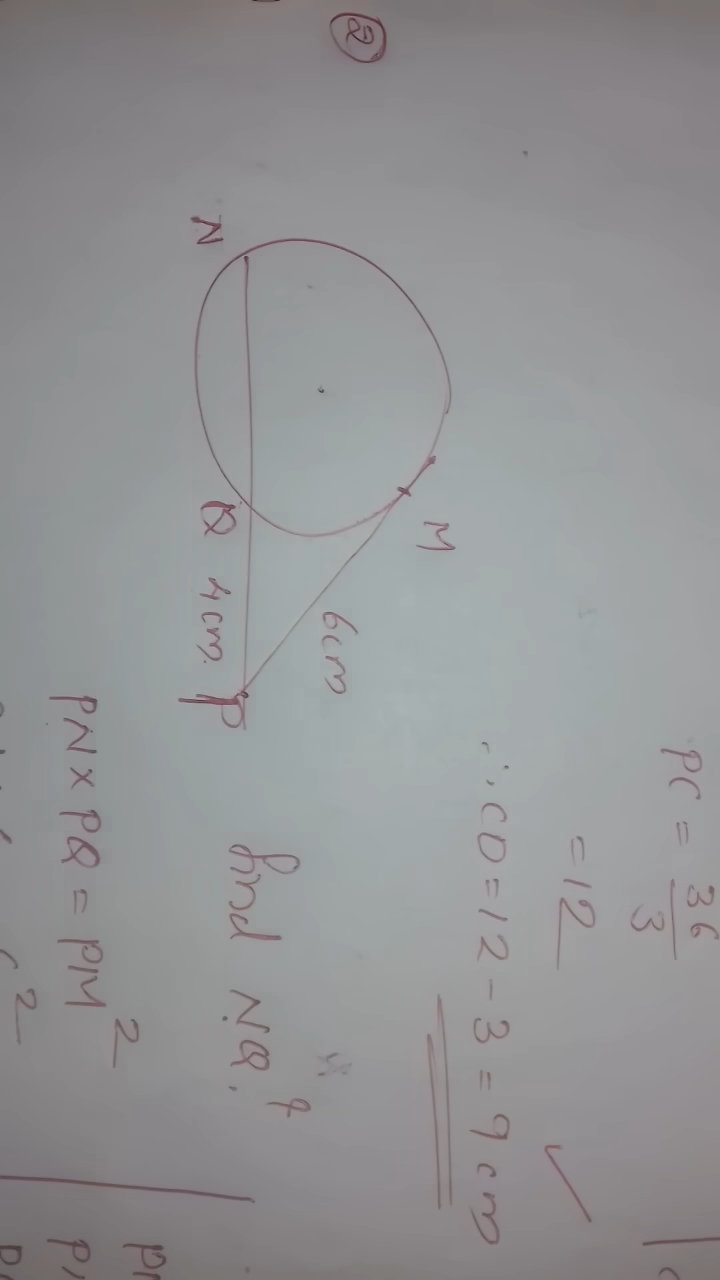 PC = 36/3
= 12
∴ CD = 12 - 3 = 9 cm
②
M
6cm
N
Q
4cm.
P
find NQ. ?
PN × PQ = PM²